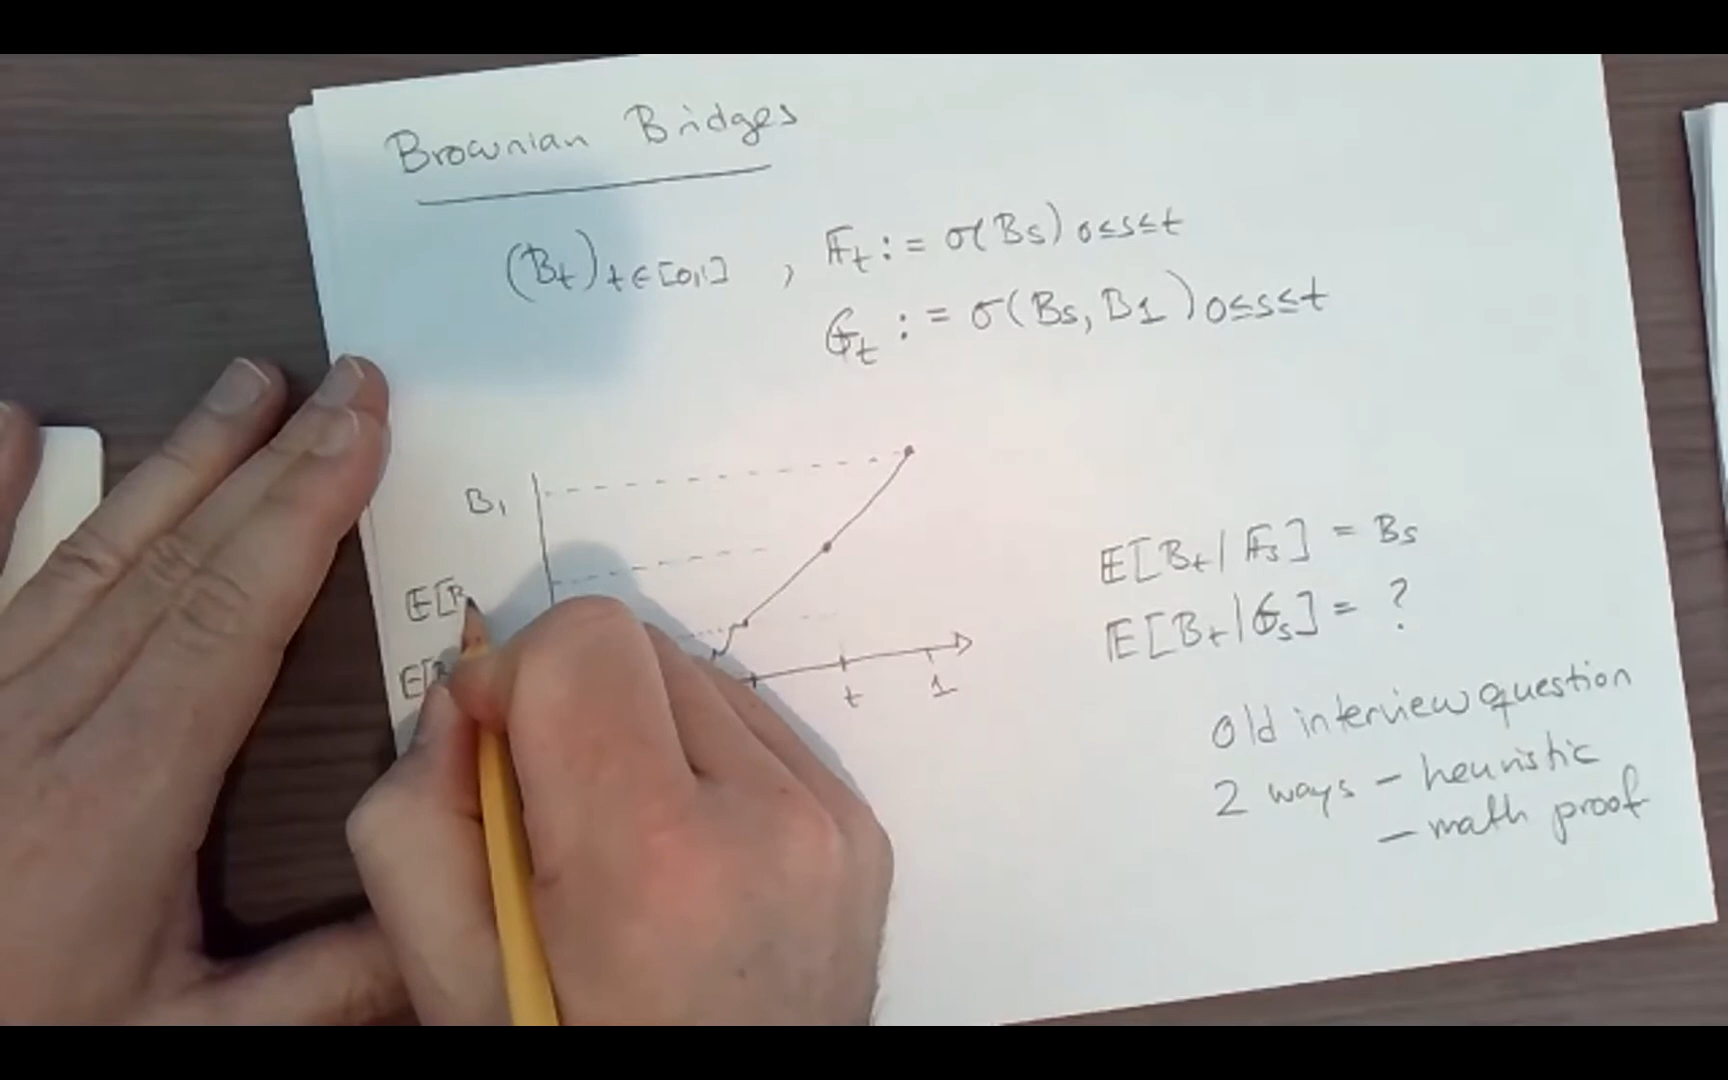 Brownian Bridges
(Bₜ)ₜ∈[0,1] , 𝔽ₜ := σ(Bs) 0≤s≤t
𝔾ₜ := σ(Bs, B1) 0≤s≤t
B₁
E[B
E[B
t
1
𝔼[Bₜ | 𝔽s] = Bs
𝔼[Bₜ | 𝔾s] = ?
old interview question
2 ways – heuristic
– math proof